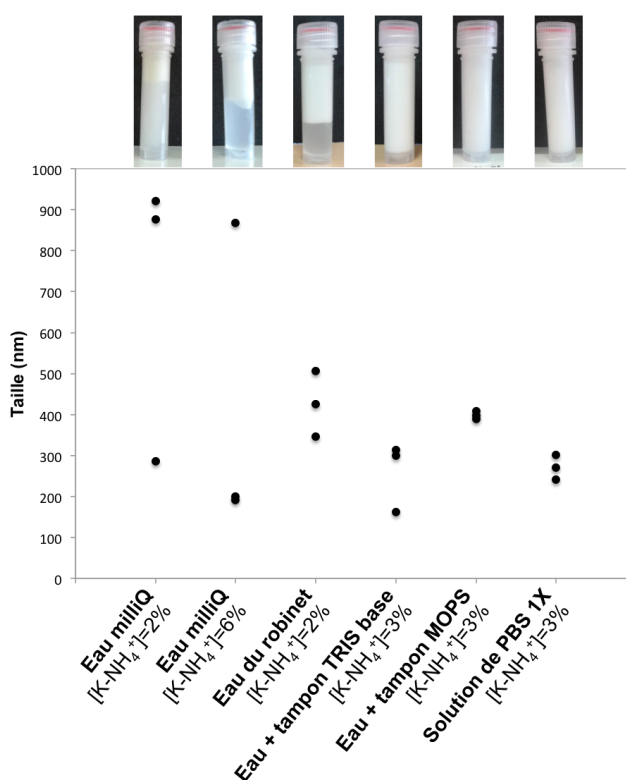 1000
900
800
700
600
500
400
300
200
100
0
Taille (nm)
Eau milliQ
[K-NH₄⁺]=2%
Eau milliQ
[K-NH₄⁺]=6%
Eau du robinet
[K-NH₄⁺]=2%
Eau + tampon TRIS base
[K-NH₄⁺]=3%
Eau + tampon MOPS
[K-NH₄⁺]=3%
Solution de PBS 1X
[K-NH₄⁺]=3%